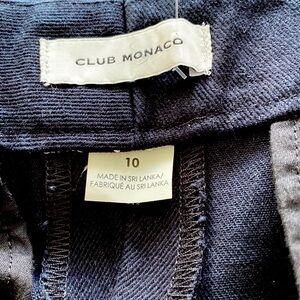 CLUB MONACO
10
MADE IN SRI LANKA/
FABRIQUÉ AU SRI LANKA